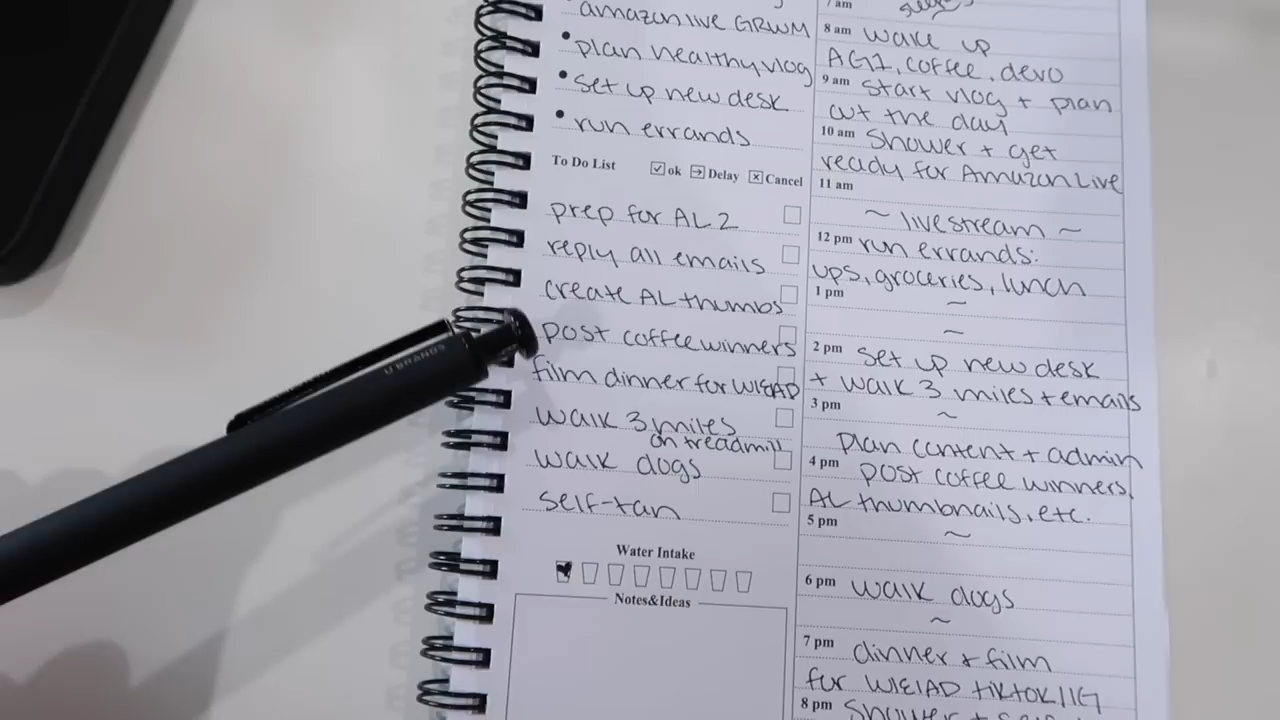 amazon live GRWM
• plan healthy vlog
• set up new desk
• run errands
To Do List ok Delay Cancel
prep for AL 2
reply all emails
create AL thumbs
post coffee winners
film dinner for WIEIAD
walk 3 miles
on treadmill
walk dogs
self-tan
Water Intake
Notes&Ideas
7 am
8 am wake up
AG1, coffee, devo
9 am start vlog + plan
out the day
10 am shower + get
ready for Amazon Live
11 am
~ livestream ~
12 pm run errands:
ups, groceries, lunch
1 pm ~
~
2 pm set up new desk
+ walk 3 miles + emails
3 pm ~
plan content + admin
4 pm post coffee winners,
AL thumbnails, etc.
5 pm ~
6 pm walk dogs
~
7 pm dinner + film
for WIEIAD tiktok/IG
8 pm shower +
U BRANDS